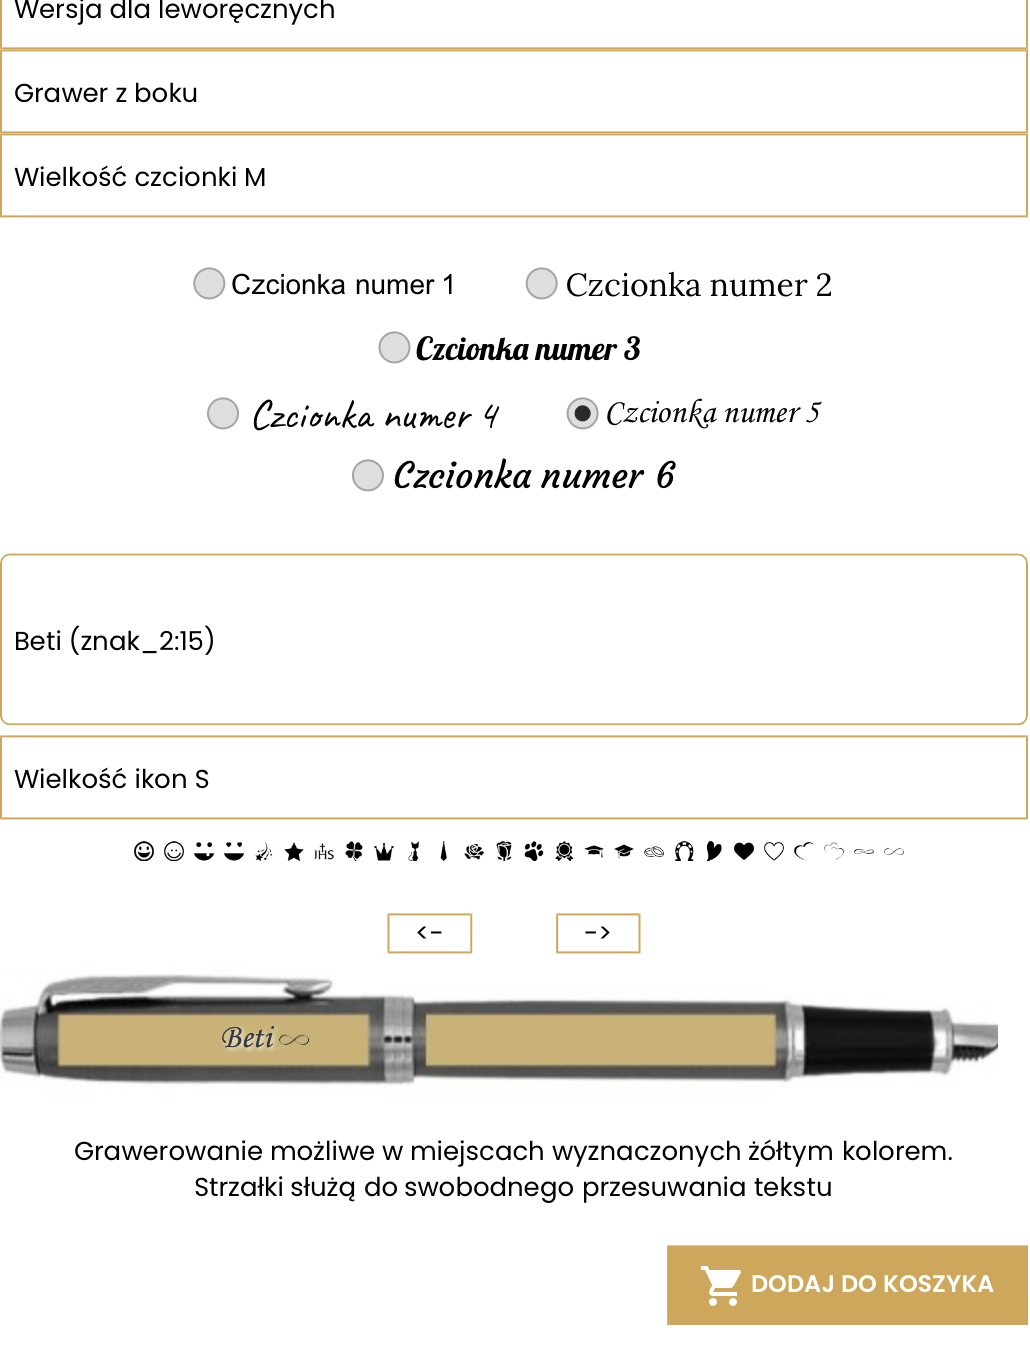 Wersja dla leworęcznych
Grawer z boku
Wielkość czcionki M
Czcionka numer 1
Czcionka numer 2
Czcionka numer 3
Czcionka numer 4
Czcionka numer 5
Czcionka numer 6
Beti (znak_2:15)
Wielkość ikon S
IHS
<-
->
Beti
Grawerowanie możliwe w miejscach wyznaczonych żółtym kolorem.
Strzałki służą do swobodnego przesuwania tekstu
DODAJ DO KOSZYKA